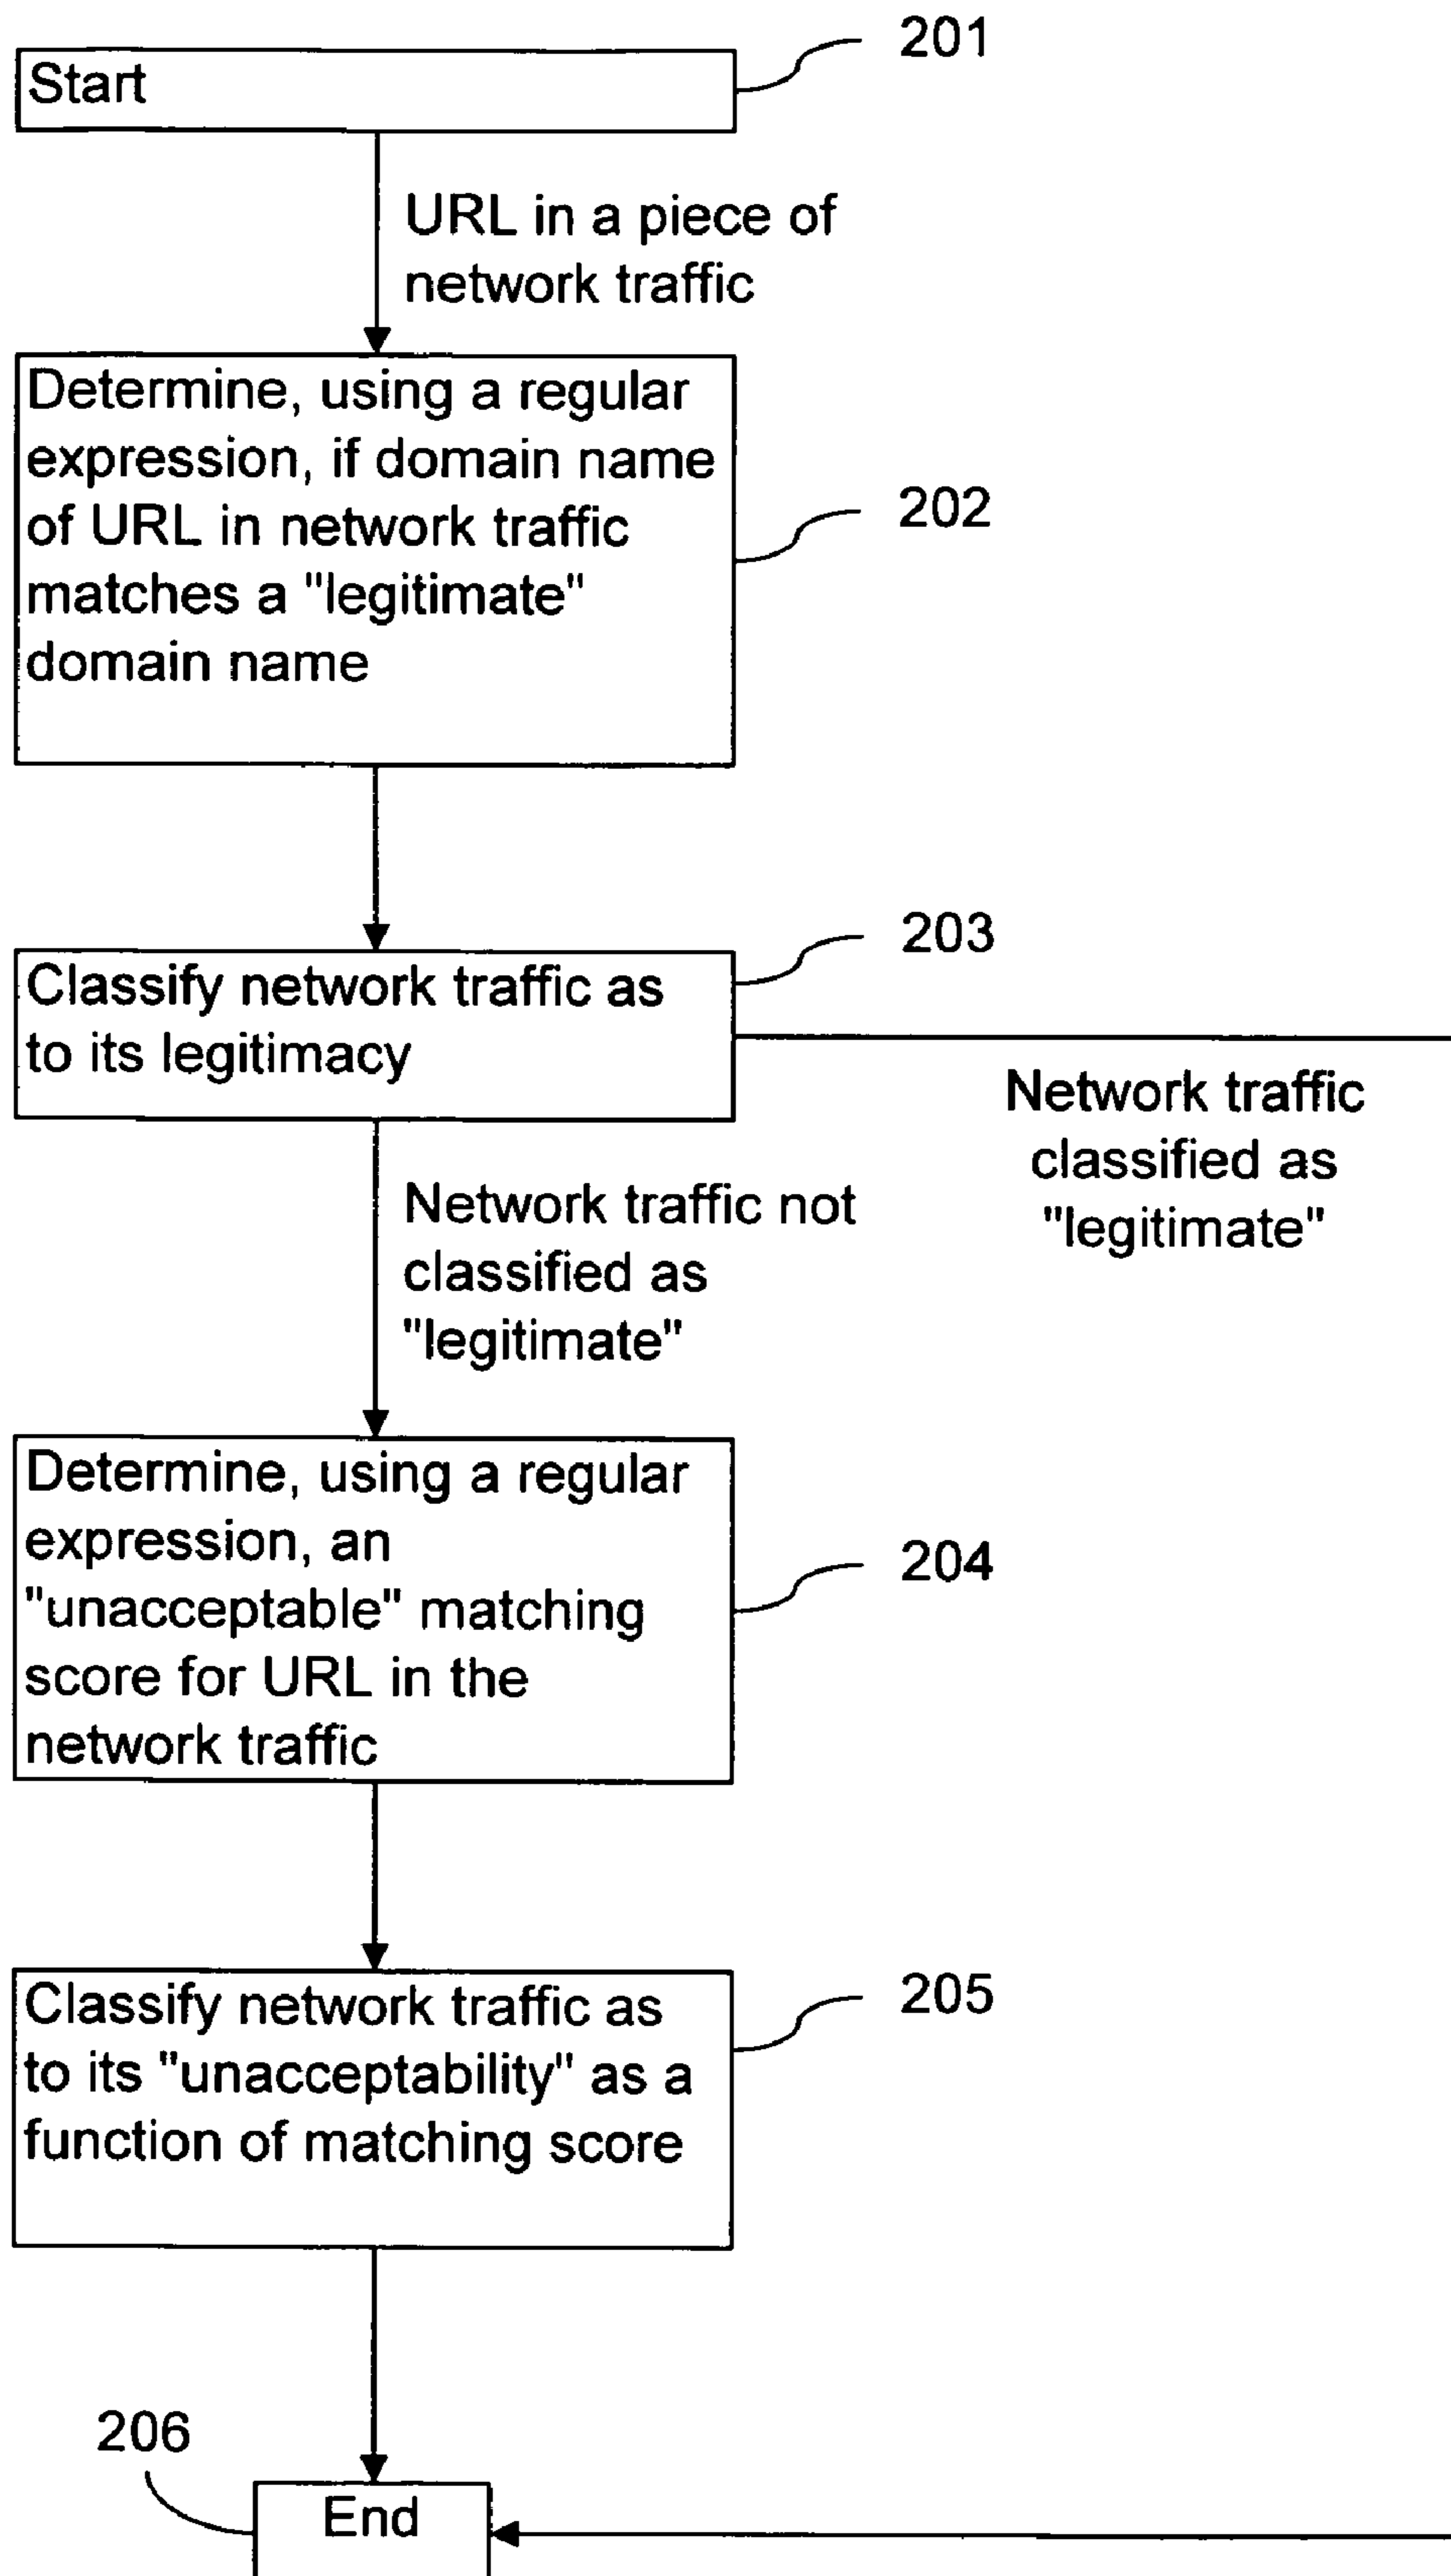 201
Start
URL in a piece of
network traffic
Determine, using a regular
expression, if domain name
of URL in network traffic
matches a "legitimate"
domain name
202
203
Classify network traffic as
to its legitimacy
Network traffic
classified as
"legitimate"
Network traffic not
classified as
"legitimate"
Determine, using a regular
expression, an
"unacceptable" matching
score for URL in the
network traffic
204
Classify network traffic as
to its "unacceptability" as a
function of matching score
205
206
End